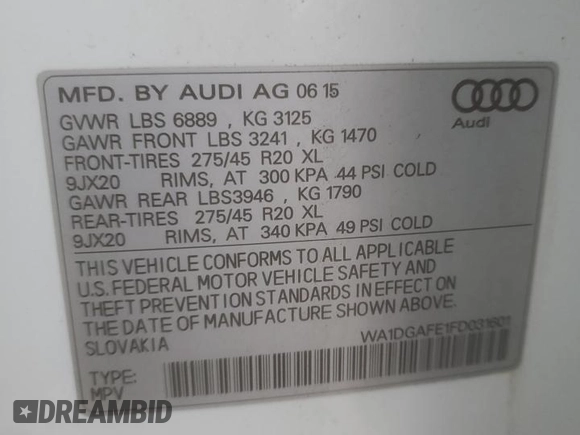 MFD. BY AUDI AG 06 15
GVWR LBS 6889 , KG 3125
GAWR FRONT LBS 3241 , KG 1470
FRONT-TIRES 275/45 R20 XL
9JX20 RIMS, AT 300 KPA 44 PSI COLD
GAWR REAR LBS3946 , KG 1790
REAR-TIRES 275/45 R20 XL
9JX20 RIMS, AT 340 KPA 49 PSI COLD
Audi
THIS VEHICLE CONFORMS TO ALL APPLICABLE
U.S. FEDERAL MOTOR VEHICLE SAFETY AND
THEFT PREVENTION STANDARDS IN EFFECT ON
THE DATE OF MANUFACTURE SHOWN ABOVE.
SLOVAKIA
WA1DGAFE1FD031601
TYPE:
MPV
DREAMBID